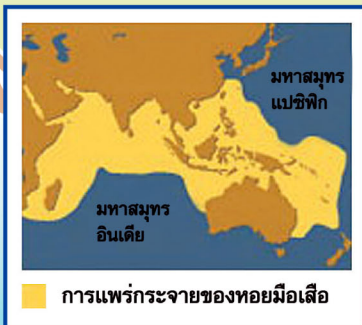 มหาสมุทร
แปซิฟิก
มหาสมุทร
อินเดีย
การแพร่กระจายของหอยมือเสือ